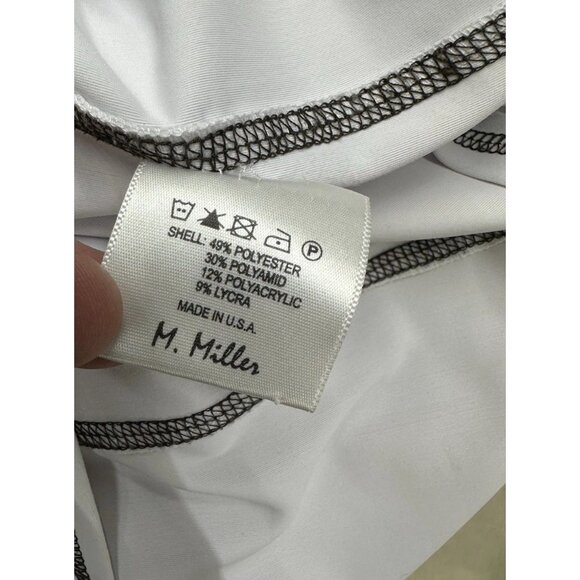 P
SHELL: 49% POLYESTER
30% POLYAMID
12% POLYACRYLIC
9% LYCRA
MADE IN U.S.A.
M. Miller